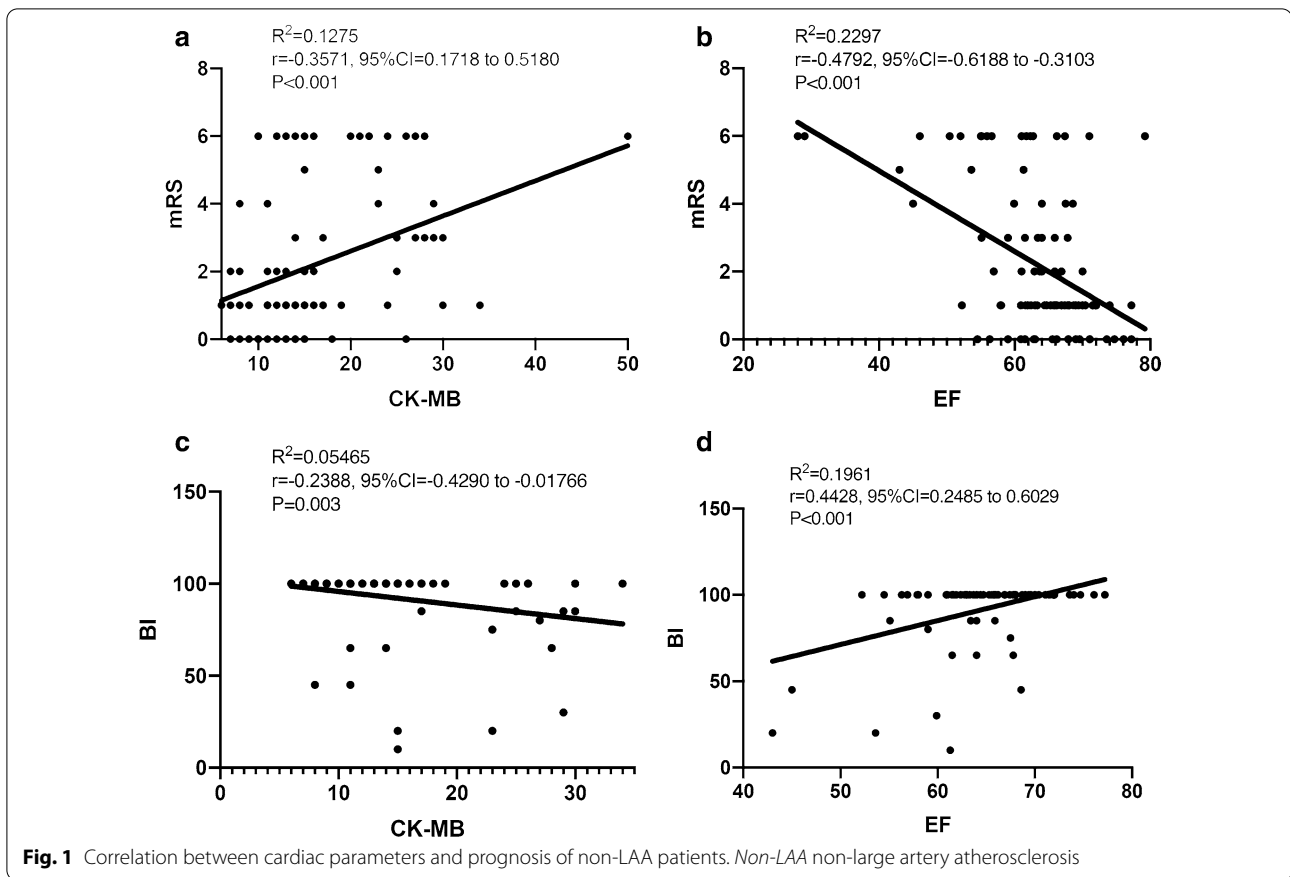 a
R²=0.1275
r=-0.3571, 95%CI=0.1718 to 0.5180
P<0.001
8
6
4
2
0
mRS
10 20 30 40 50
CK-MB
b
R²=0.2297
r=-0.4792, 95%CI=-0.6188 to -0.3103
P<0.001
8
6
4
2
0
mRS
20 40 60 80
EF
c
R²=0.05465
r=-0.2388, 95%CI=-0.4290 to -0.01766
P=0.003
150
100
50
0
BI
0 10 20 30
CK-MB
d
R²=0.1961
r=0.4428, 95%CI=0.2485 to 0.6029
P<0.001
150
100
50
0
BI
40 50 60 70 80
EF
Fig. 1 Correlation between cardiac parameters and prognosis of non-LAA patients. Non-LAA non-large artery atherosclerosis